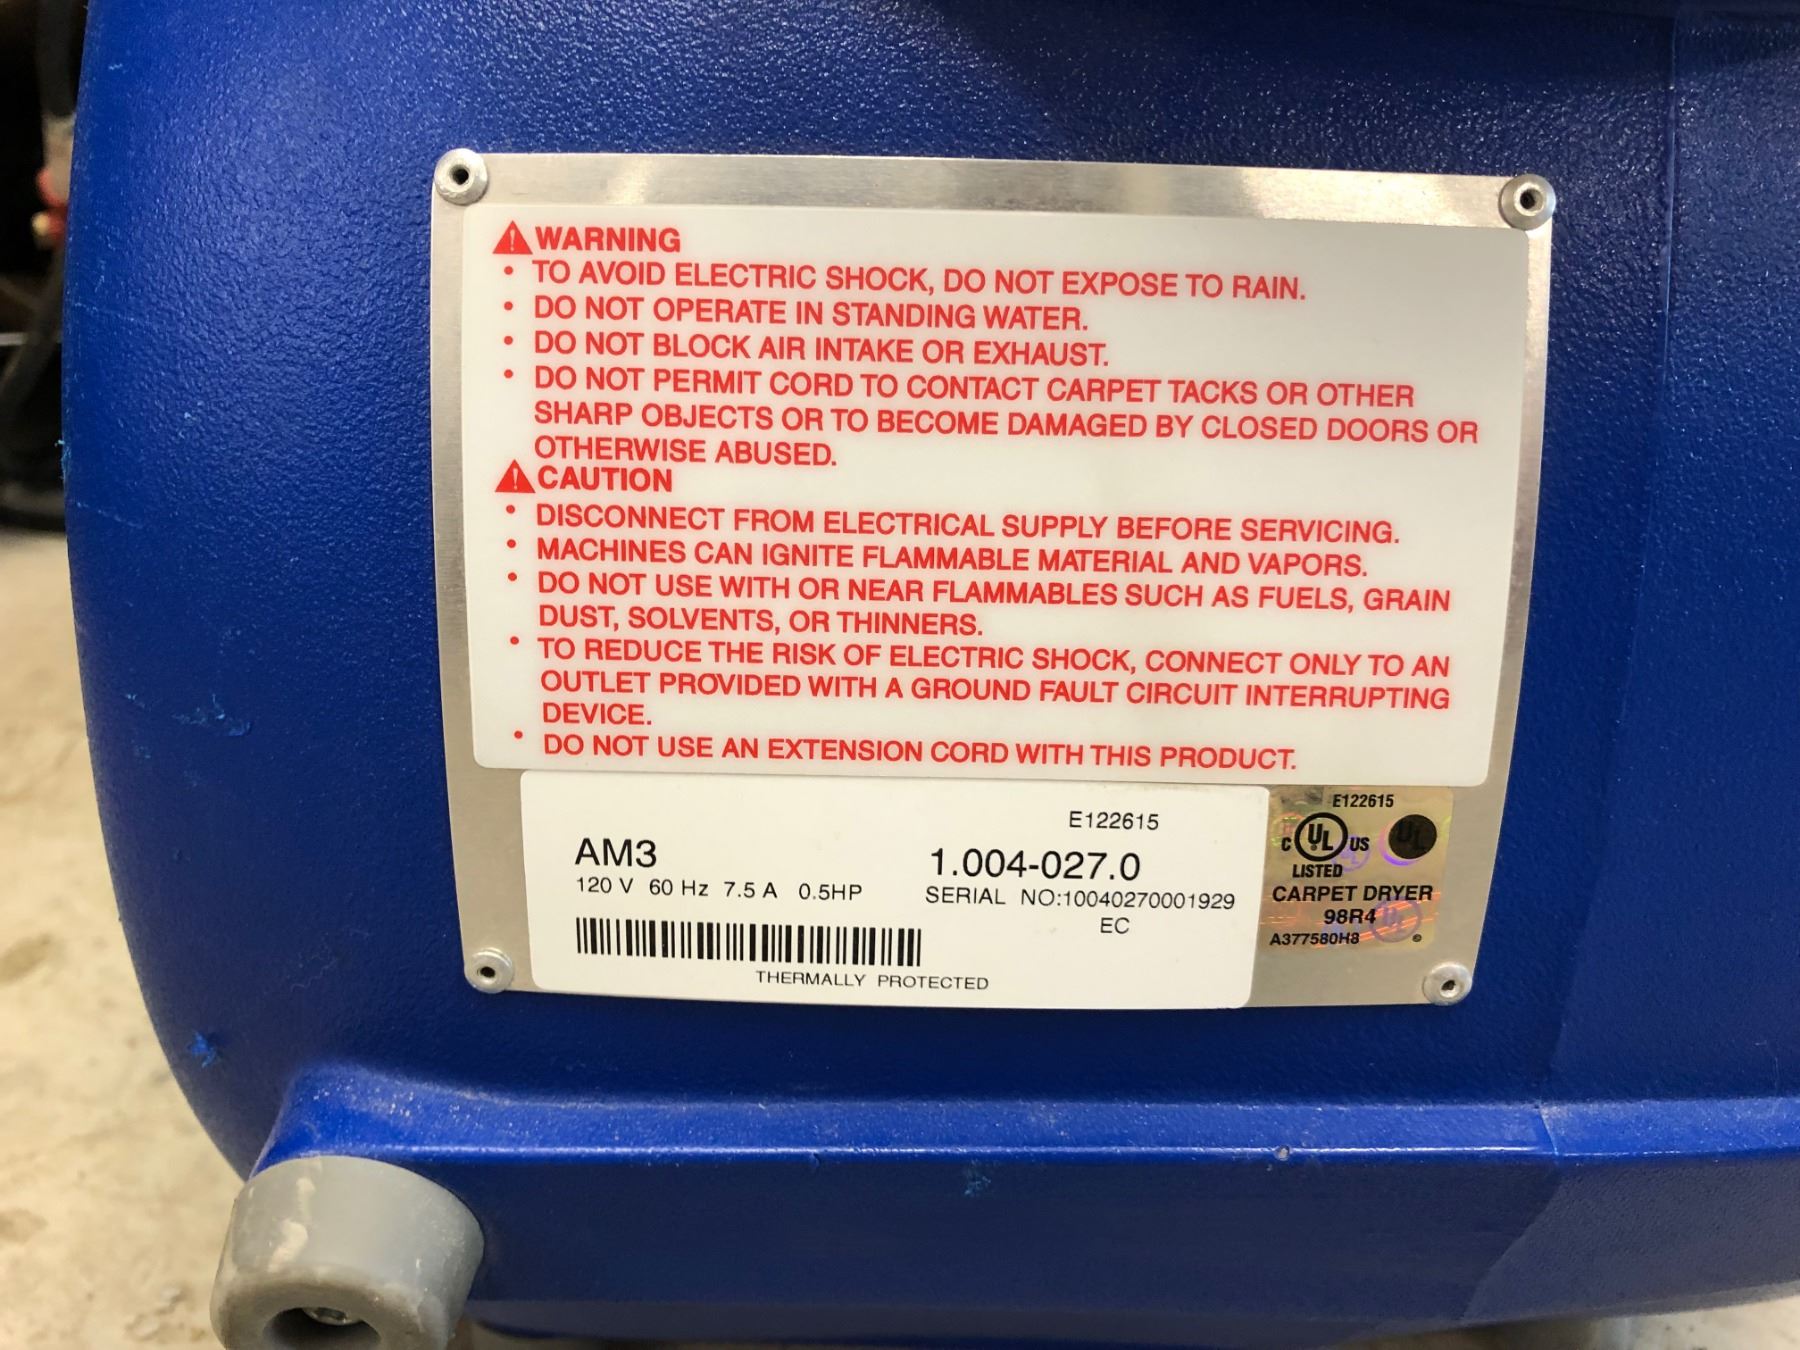 WARNING
• TO AVOID ELECTRIC SHOCK, DO NOT EXPOSE TO RAIN.
• DO NOT OPERATE IN STANDING WATER.
• DO NOT BLOCK AIR INTAKE OR EXHAUST.
• DO NOT PERMIT CORD TO CONTACT CARPET TACKS OR OTHER
SHARP OBJECTS OR TO BECOME DAMAGED BY CLOSED DOORS OR
OTHERWISE ABUSED.
CAUTION
• DISCONNECT FROM ELECTRICAL SUPPLY BEFORE SERVICING.
• MACHINES CAN IGNITE FLAMMABLE MATERIAL AND VAPORS.
• DO NOT USE WITH OR NEAR FLAMMABLES SUCH AS FUELS, GRAIN
DUST, SOLVENTS, OR THINNERS.
• TO REDUCE THE RISK OF ELECTRIC SHOCK, CONNECT ONLY TO AN
OUTLET PROVIDED WITH A GROUND FAULT CIRCUIT INTERRUPTING
DEVICE.
• DO NOT USE AN EXTENSION CORD WITH THIS PRODUCT.
E122615
AM3 1.004-027.0
120 V 60 Hz 7.5 A 0.5HP SERIAL NO:10040270001929
EC
THERMALLY PROTECTED
E122615
C UL US UL
LISTED
CARPET DRYER
98R4
A377580H8 ©